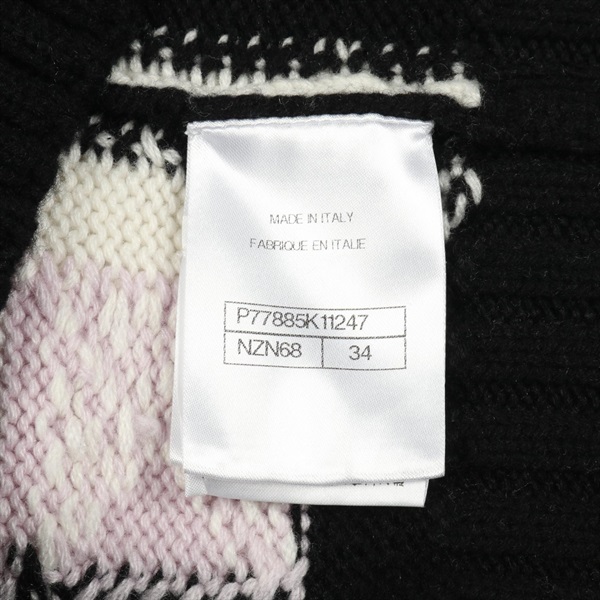 MADE IN ITALY
FABRIQUE EN ITALIE
P77885K11247
NZN68 34